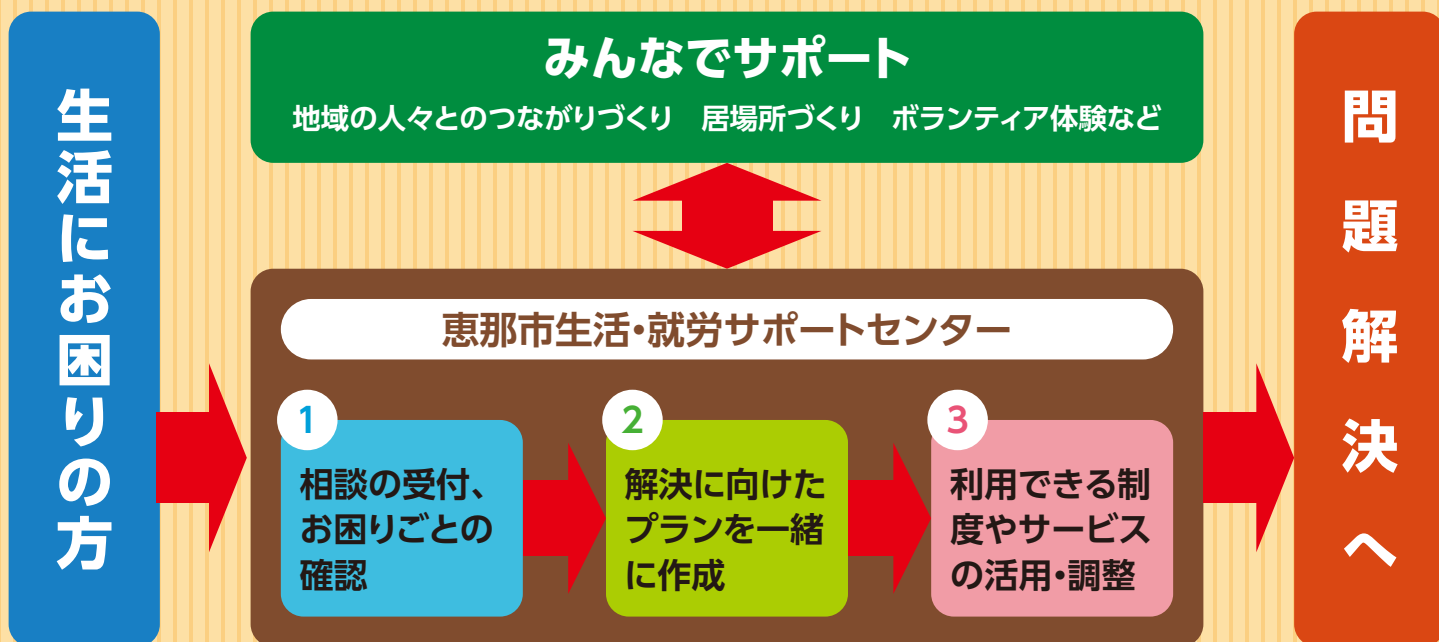 生活にお困りの方
みんなでサポート
地域の人々とのつながりづくり　居場所づくり　ボランティア体験など
恵那市生活・就労サポートセンター
1
相談の受付、
お困りごとの
確認
2
解決に向けた
プランを一緒
に作成
3
利用できる制
度やサービス
の活用・調整
問題解決へ